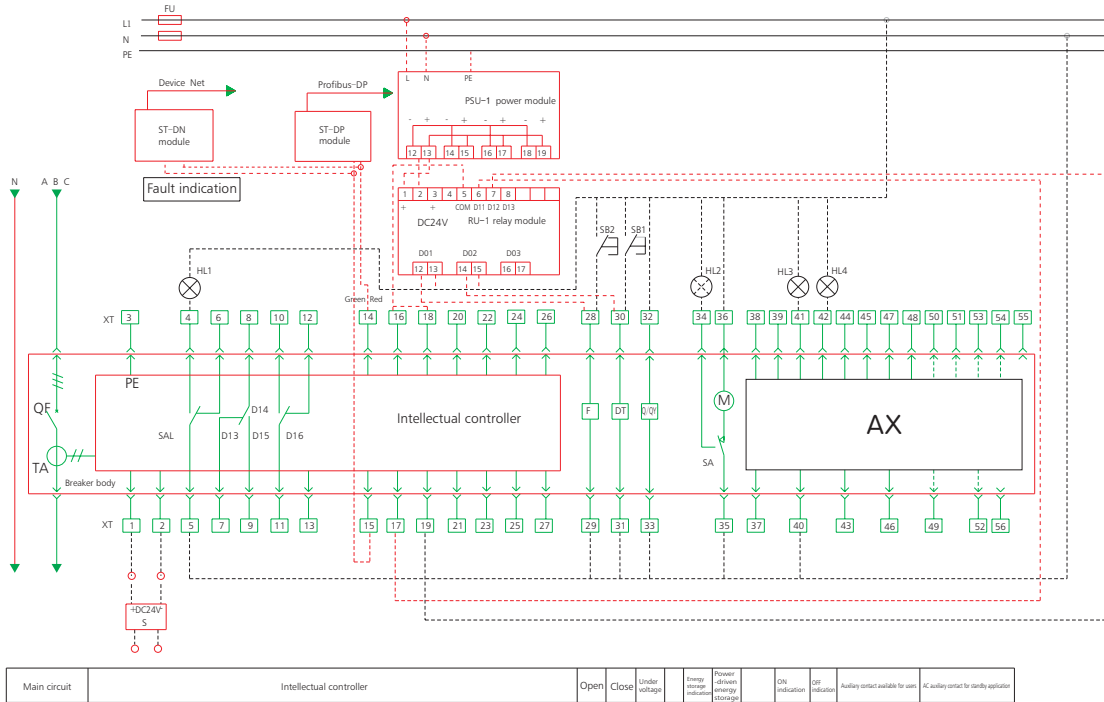 FU
L1
N
PE
Device Net
Profibus-DP
L N PE
PSU-1 power module
- + - + - + - +
12 13 14 15 16 17 18 19
ST-DN
module
ST-DP
module
N A B C
Fault indication
1 2 3 4 5 6 7 8
+ + COM D11 D12 D13
DC24V RU-1 relay module
D01 D02 D03
12 13 14 15 16 17
SB2 SB1
HL1 HL2 HL3 HL4
Green Red
XT 3 4 6 8 10 12 14 16 18 20 22 24 26 28 30 32 34 36 38 39 41 42 44 45 47 48 50 51 53 54 55
PE
QF
Intellectual controller
SAL D13 D14 D15 D16
F DT Q/QY
M
SA
AX
TA
Breaker body
XT 1 2 5 7 9 11 13 15 17 19 21 23 25 27 29 31 33 35 37 40 43 46 49 52 56
+DC24V-
S
Main circuit
Intellectual controller
Open
Close
Under
voltage
Energy
storage
indication
Power
-driven
energy
storage
ON
indication
OFF
indication
Auxiliary contact available for users
AC auxiliary contact for standby application